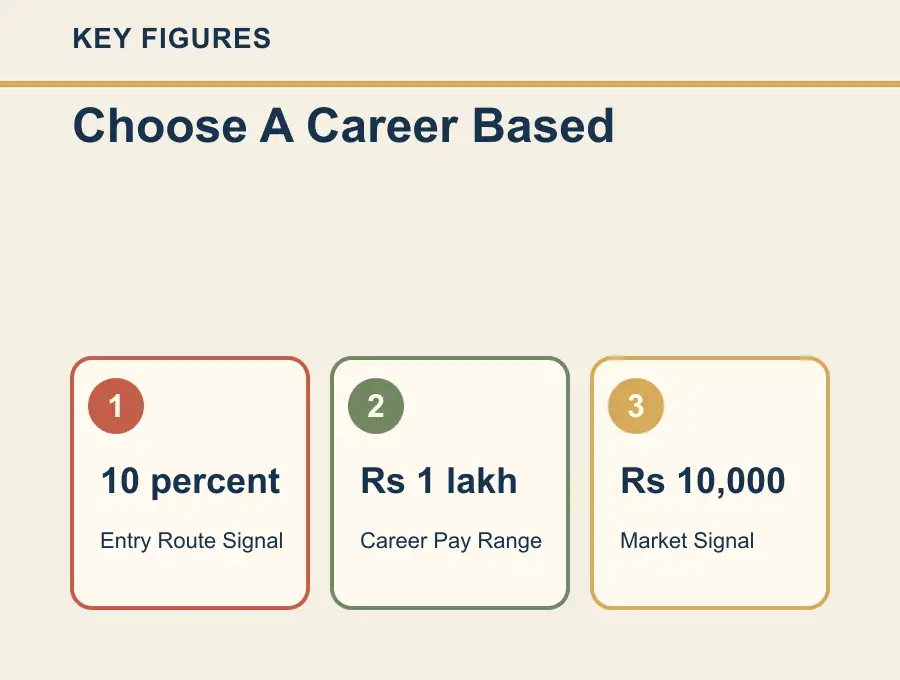 KEY FIGURES
Choose A Career Based
1
10 percent
Entry Route Signal
2
Rs 1 lakh
Career Pay Range
3
Rs 10,000
Market Signal